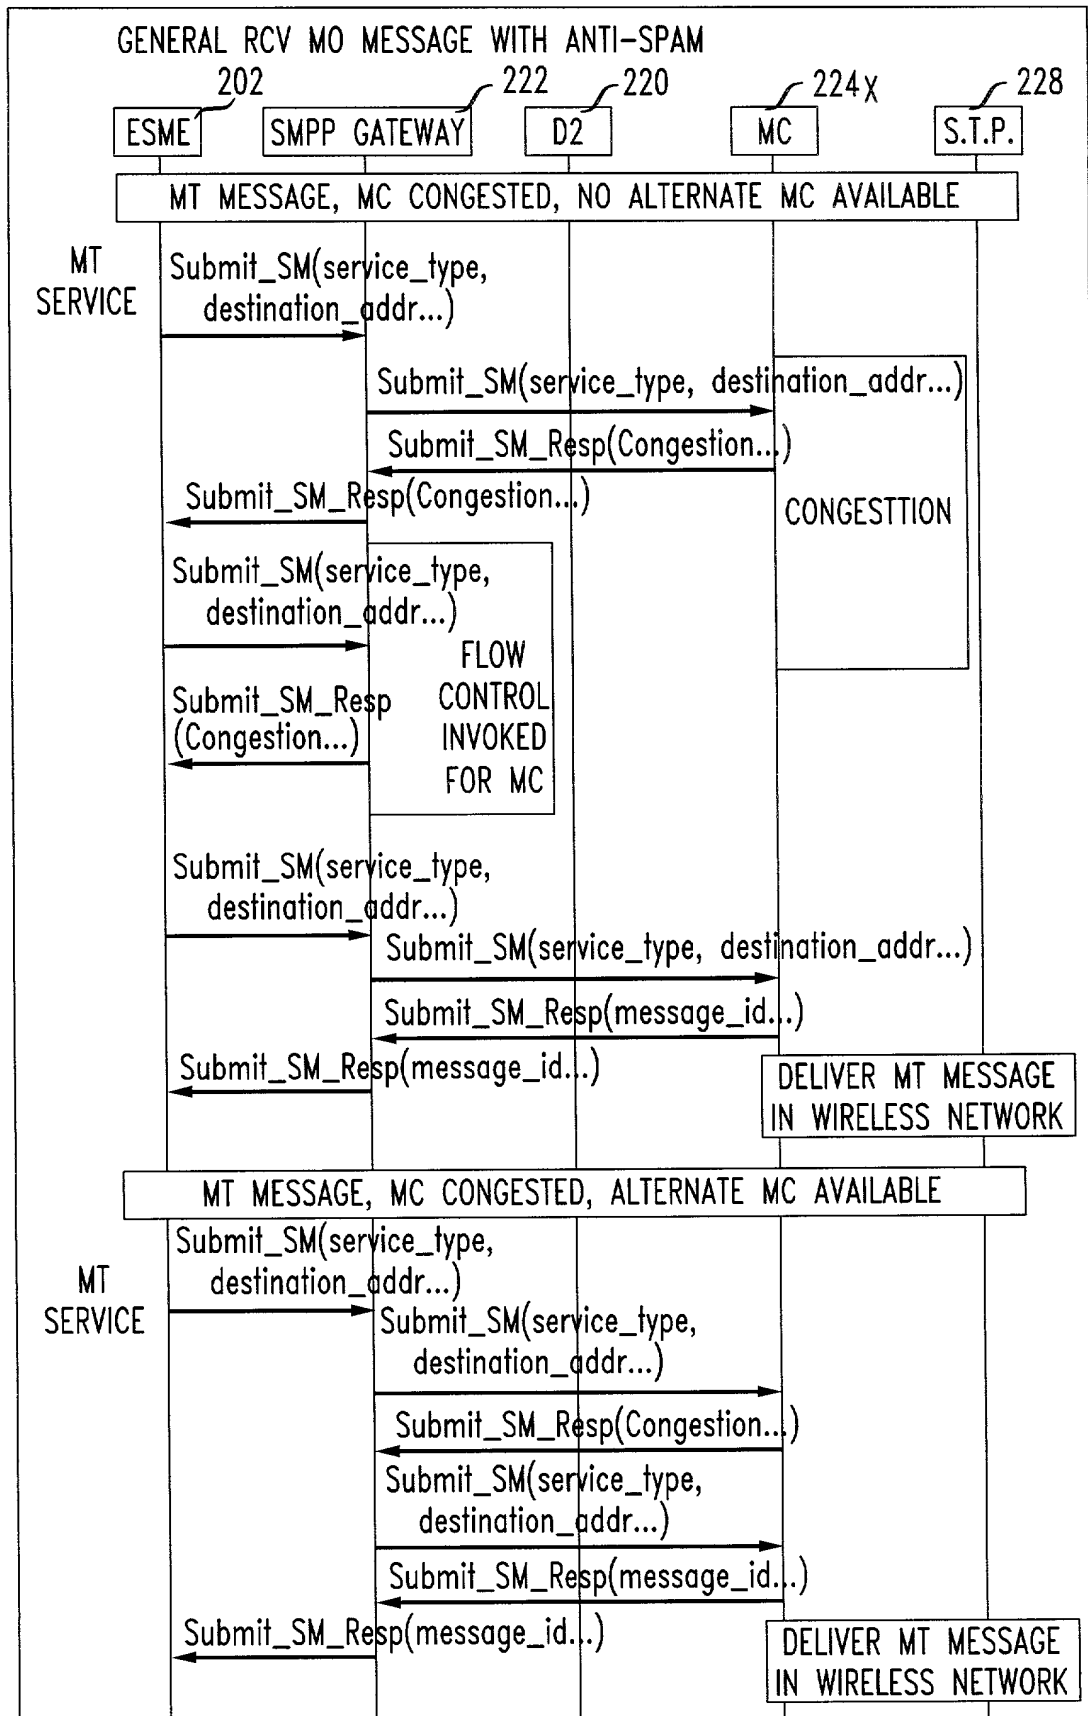 GENERAL RCV MO MESSAGE WITH ANTI-SPAM
202
222
220
224X
228
ESME
SMPP GATEWAY
D2
MC
S.T.P.
MT MESSAGE, MC CONGESTED, NO ALTERNATE MC AVAILABLE
MT
SERVICE
Submit_SM(service_type,
destination_addr...)
Submit_SM(service_type, destination_addr...)
Submit_SM_Resp(Congestion...)
Submit_SM_Resp(Congestion...)
CONGESTTION
Submit_SM(service_type,
destination_addr...)
FLOW
CONTROL
INVOKED
FOR MC
Submit_SM_Resp
(Congestion...)
Submit_SM(service_type,
destination_addr...)
Submit_SM(service_type, destination_addr...)
Submit_SM_Resp(message_id...)
Submit_SM_Resp(message_id...)
DELIVER MT MESSAGE
IN WIRELESS NETWORK
MT MESSAGE, MC CONGESTED, ALTERNATE MC AVAILABLE
MT
SERVICE
Submit_SM(service_type,
destination_addr...)
Submit_SM(service_type,
destination_addr...)
Submit_SM_Resp(Congestion...)
Submit_SM(service_type,
destination_addr...)
Submit_SM_Resp(message_id...)
Submit_SM_Resp(message_id...)
DELIVER MT MESSAGE
IN WIRELESS NETWORK